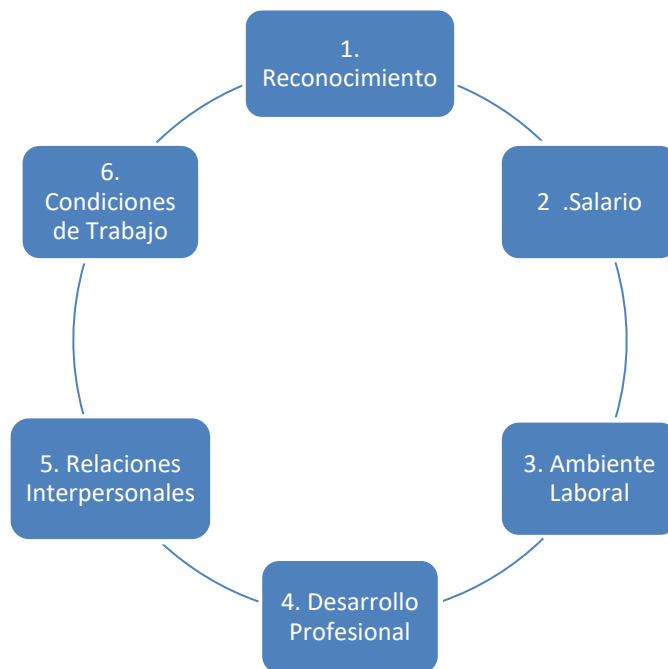 1.
Reconocimiento
2 .Salario
3. Ambiente
Laboral
4. Desarrollo
Profesional
5. Relaciones
Interpersonales
6.
Condiciones
de Trabajo